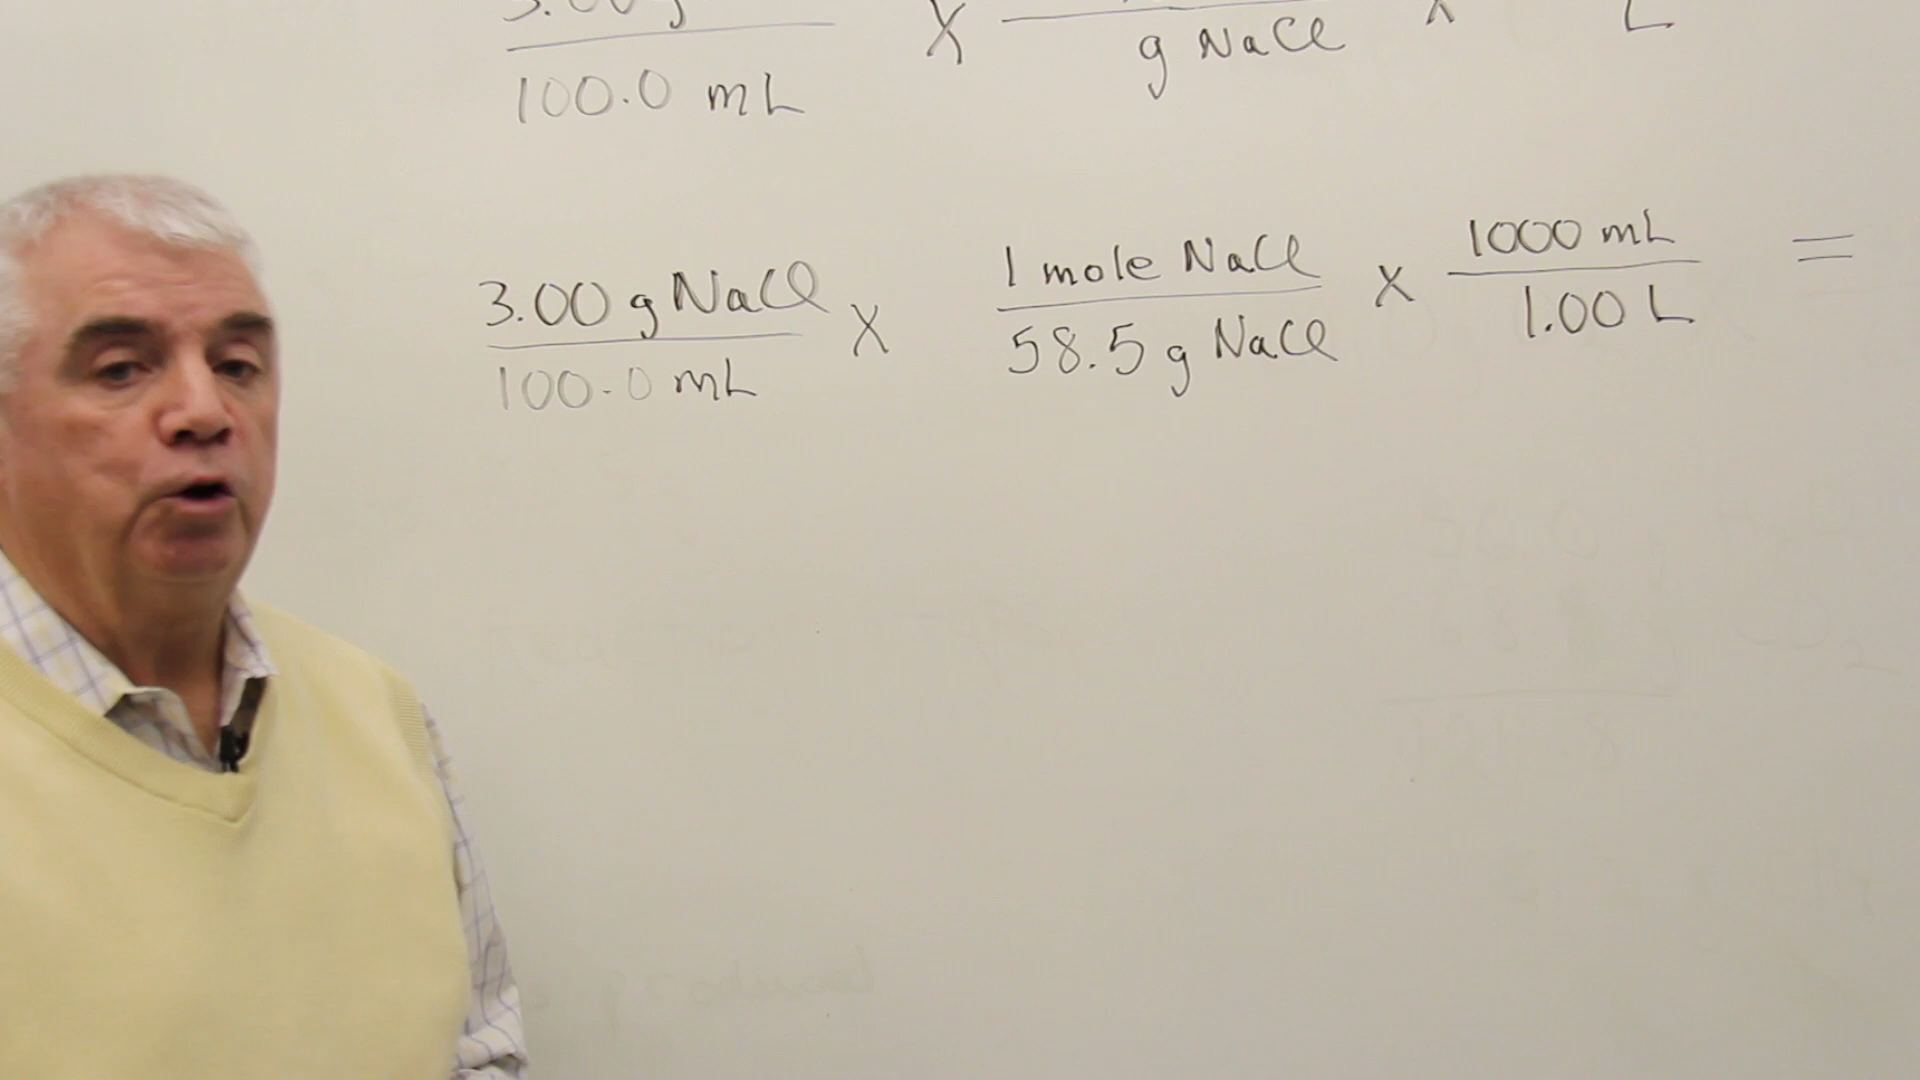 X L
100.0 mL g NaCl
3.00 g NaCl X 1 mole NaCl X 1000 mL =
100.0 mL 58.5 g NaCl 1.00 L